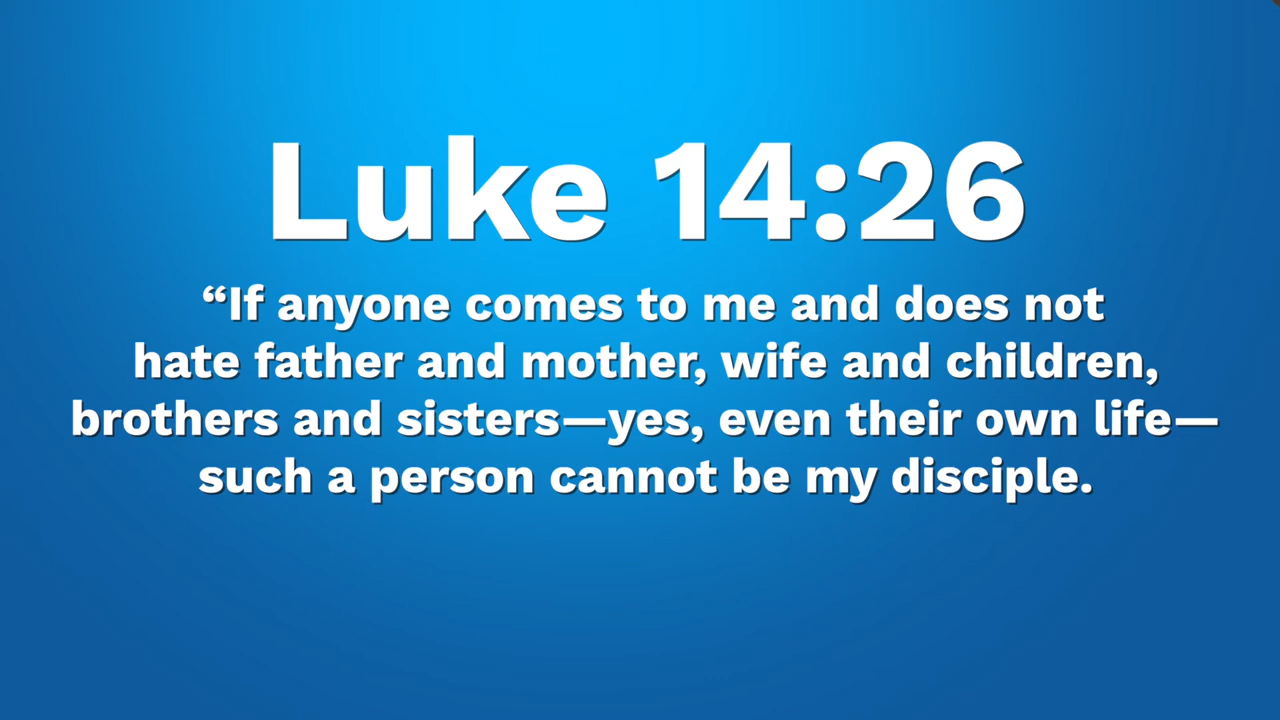 Luke 14:26
“If anyone comes to me and does not
hate father and mother, wife and children,
brothers and sisters—yes, even their own life—
such a person cannot be my disciple.